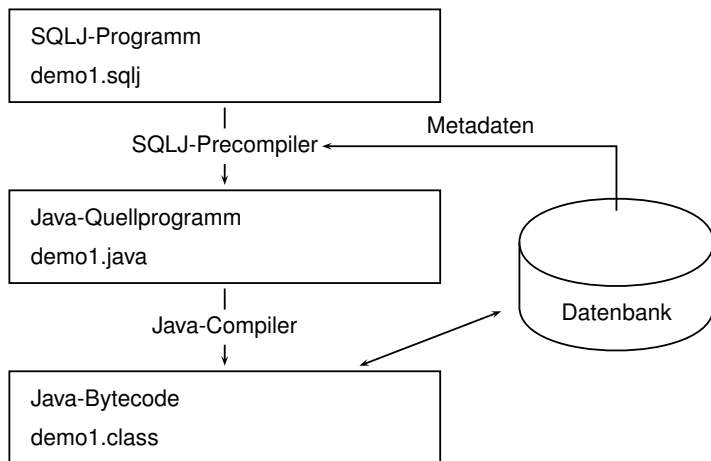 SQLJ-Programm
demo1.sqlj
Metadaten
SQLJ-Precompiler
Java-Quellprogramm
demo1.java
Datenbank
Java-Compiler
Java-Bytecode
demo1.class